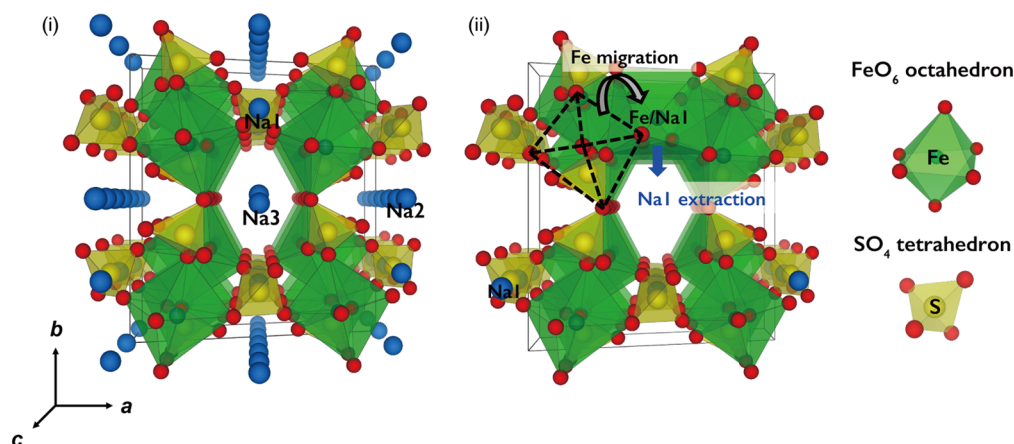 (i)
Na1
Na3
Na2
b
a
c
(ii)
Fe migration
Fe/Na1
Na1 extraction
Na1
FeO6 octahedron
Fe
SO4 tetrahedron
S